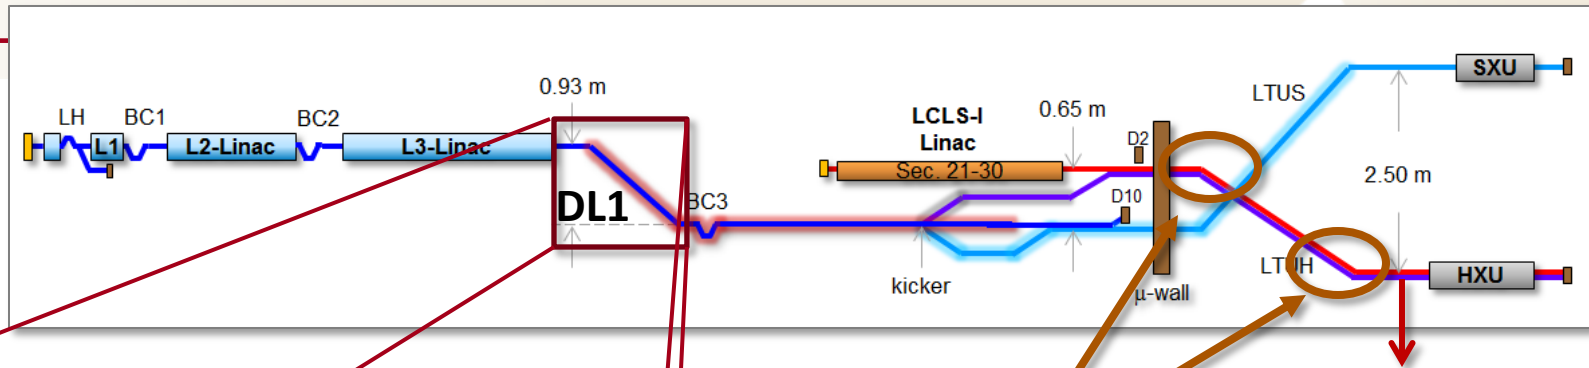 LH
BC1
L1
L2-Linac
BC2
L3-Linac
0.93 m
DL1
BC3
LCLS-I
Linac
Sec. 21-30
0.65 m
D2
D10
kicker
μ-wall
LTUS
LTUH
2.50 m
SXU
HXU